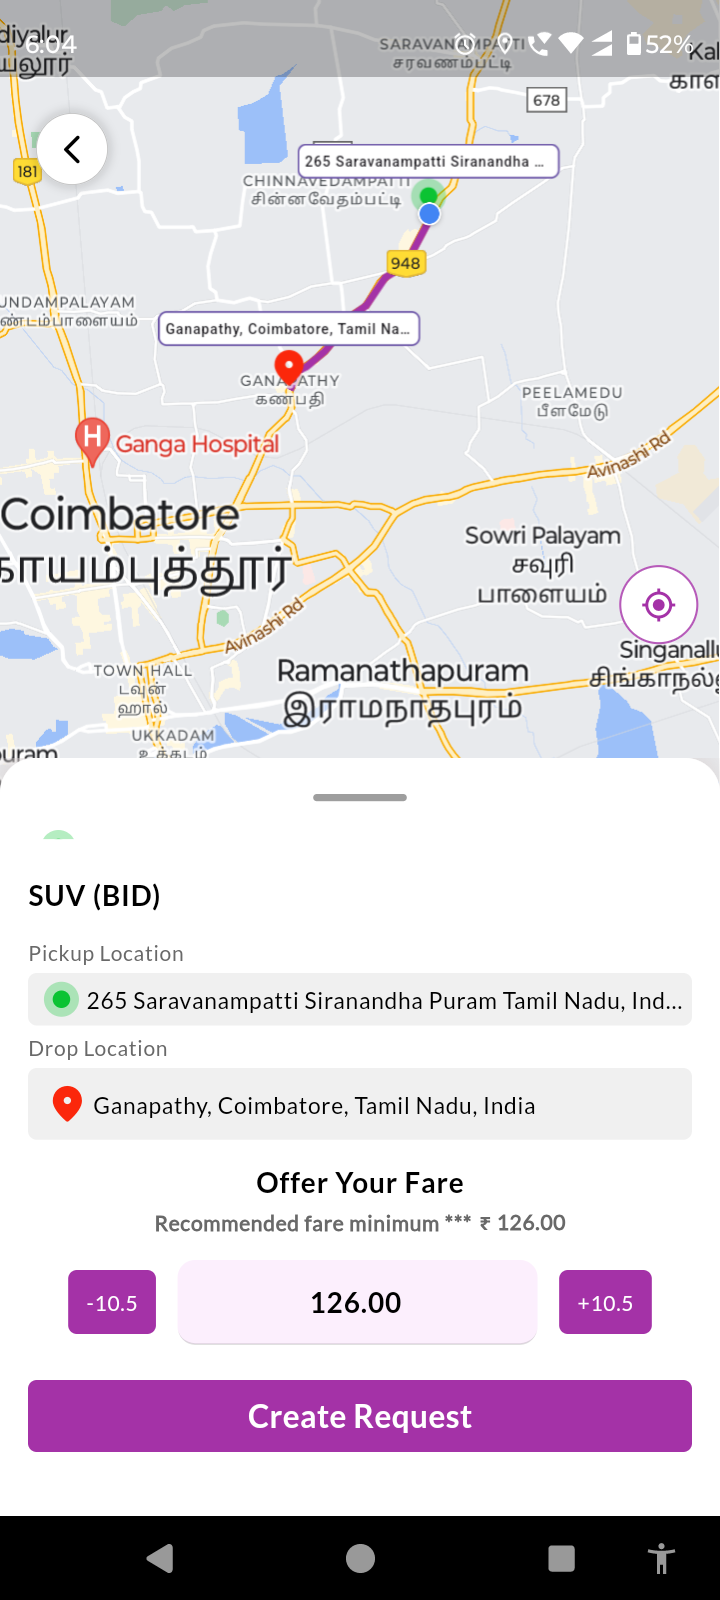 6:04
52%
diyalur
யலூர்
SARAVANAMPATTI
சரவணம்பட்டி
Kal
678
181
265 Saravanampatti Siranandha ...
CHINNAVEDAMPATTI
சின்னவேதம்பட்டி
948
UNDAMPALAYAM
ண்டம்பாளையம்
Ganapathy, Coimbatore, Tamil Na...
GANAPATHY
கணபதி
PEELAMEDU
பீளமேடு
H
Ganga Hospital
Avinashi Rd
Coimbatore
காயம்புத்தூர்
Sowri Palayam
சவுரி
பாளையம்
Avinashi Rd
Singanallu
சிங்காநல்லூ
TOWN HALL
டவுன்
ஹால்
Ramanathapuram
இராமநாதபுரம்
UKKADAM
உக்கடம்
puram
SUV (BID)
Pickup Location
265 Saravanampatti Siranandha Puram Tamil Nadu, Ind...
Drop Location
Ganapathy, Coimbatore, Tamil Nadu, India
Offer Your Fare
Recommended fare minimum *** ₹ 126.00
-10.5
126.00
+10.5
Create Request